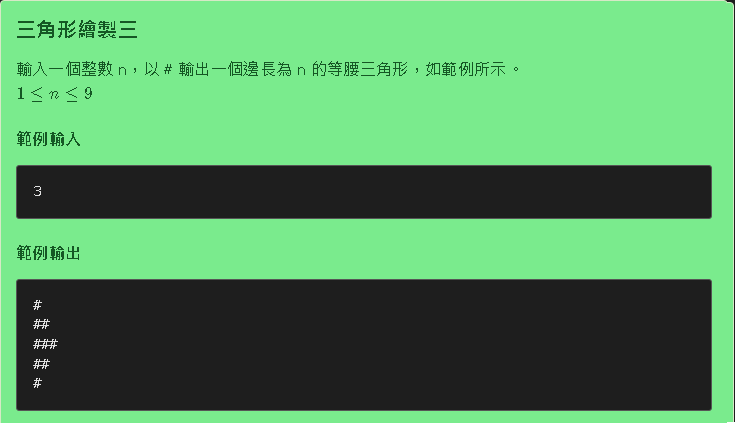 三角形繪製三
輸入一個整數 n，以 # 輸出一個邊長為 n 的等腰三角形，如範例所示。
1 ≤ n ≤ 9
範例輸入
3
範例輸出
#
##
###
##
#